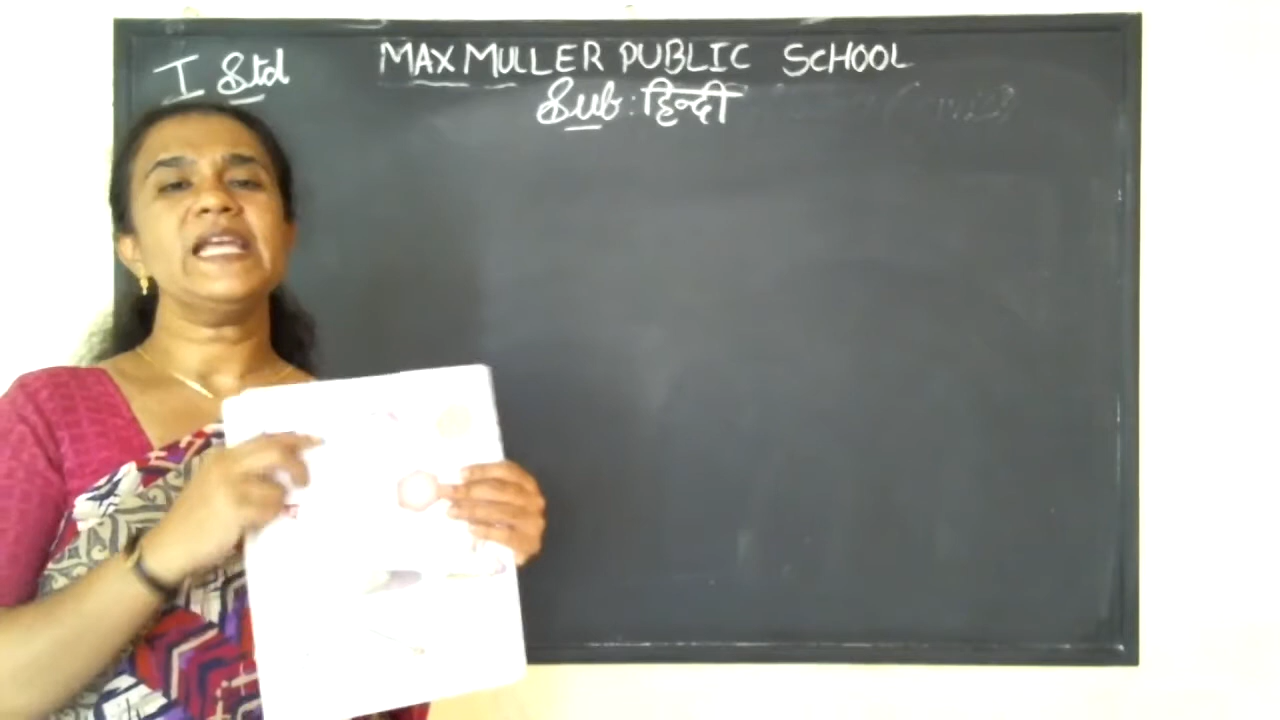 I Std MAX MULLER PUBLIC SCHOOL
Sub : हिन्दी